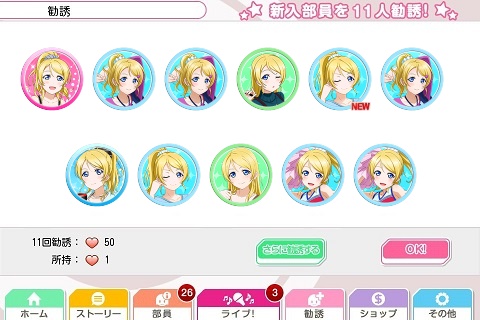 勧誘
新入部員を11人勧誘!
NEW
11回勧誘： 50
所持： 1
さらに勧誘する
OK!
26
3
ホーム
ストーリー
部員
ライブ!
勧誘
ショップ
その他